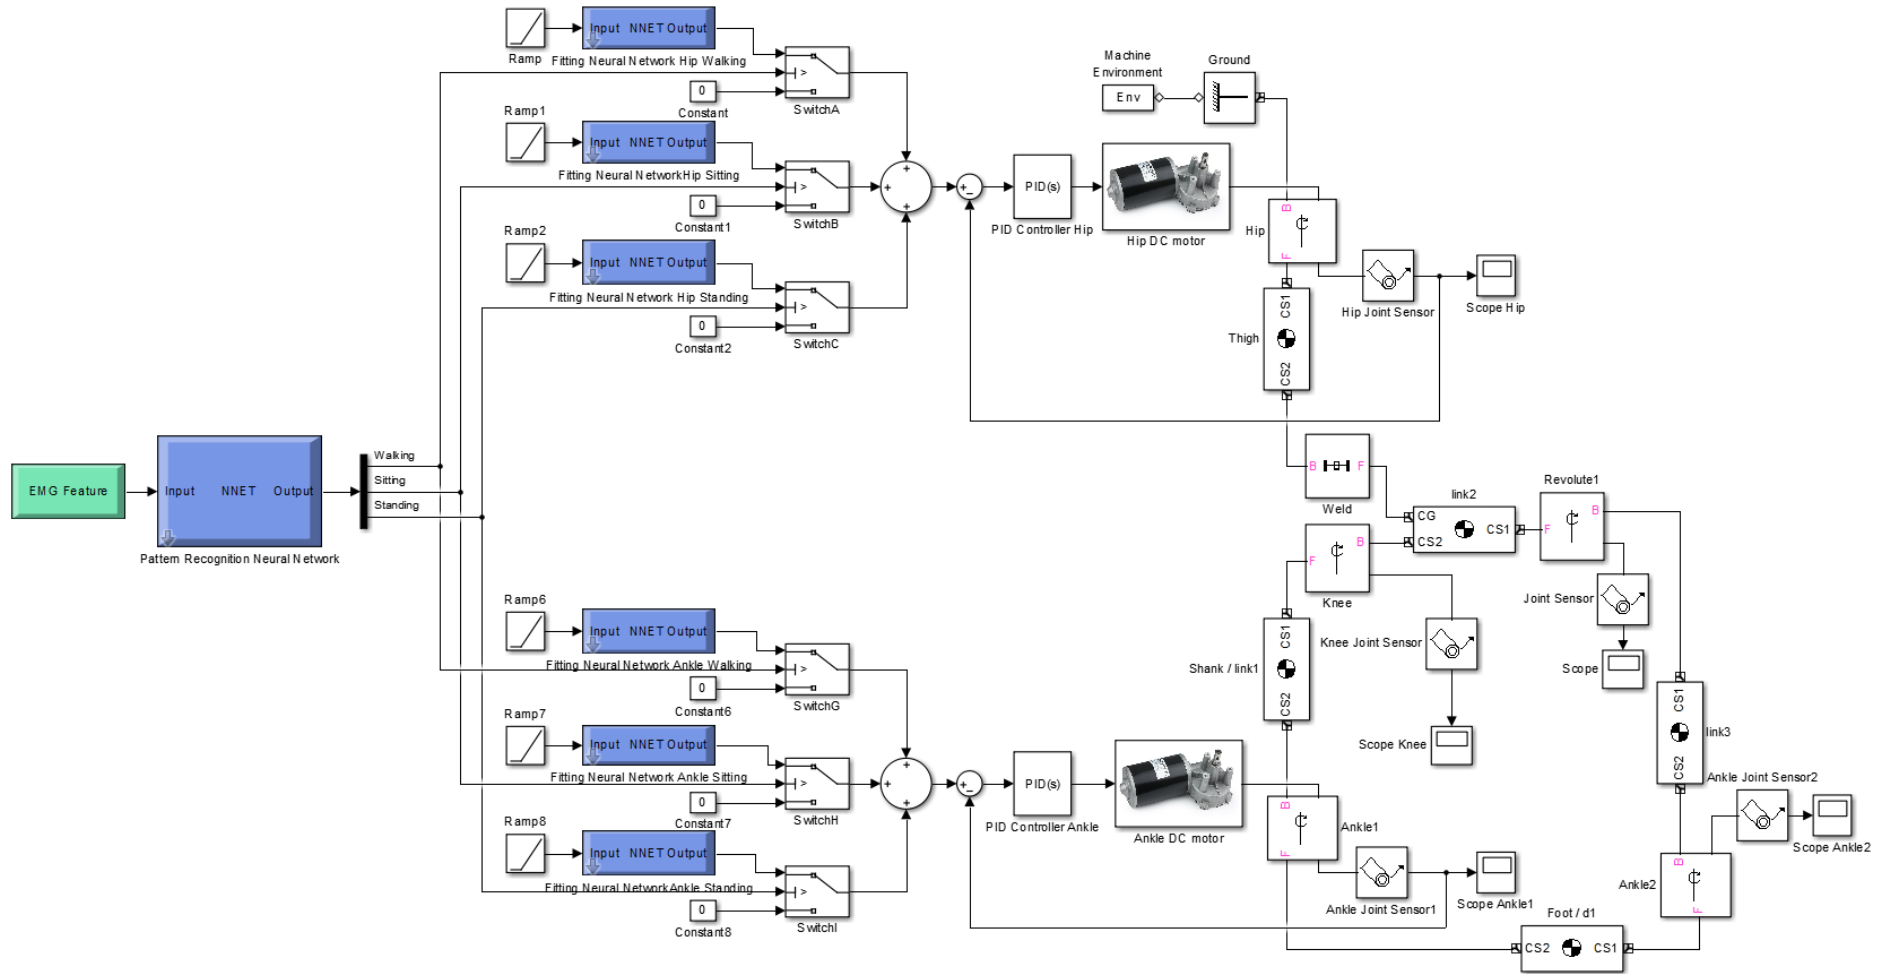 Ramp
Input NNET Output
Fitting Neural Network Hip Walking
>
0
Constant
SwitchA
Ramp1
Input NNET Output
Fitting Neural NetworkHip Sitting
>
0
Constant1
SwitchB
Ramp2
Input NNET Output
Fitting Neural Network Hip Standing
>
0
Constant2
SwitchC
+
+
+
+
−
PID(s)
PID Controller Hip
Hip DC motor
Machine
Environment
Env
Ground
B
Hip
F
Hip Joint Sensor
Scope Hip
CS1
Thigh
CS2
EMG Feature
Input NNET Output
Pattern Recognition Neural Network
Walking
Sitting
Standing
B F
Weld
link2
CG
CS2
CS1
Revolute1
F
B
Joint Sensor
Scope
F
B
Knee
Knee Joint Sensor
Scope Knee
CS1
Shank / link1
CS2
CS1
link3
CS2
Ramp6
Input NNET Output
Fitting Neural Network Ankle Walking
>
0
Constant6
SwitchG
Ramp7
Input NNET Output
Fitting Neural Network Ankle Sitting
>
0
Constant7
SwitchH
Ramp8
Input NNET Output
Fitting Neural NetworkAnkle Standing
>
0
Constant8
SwitchI
+
+
+
+
−
PID(s)
PID Controller Ankle
Ankle DC motor
B
Ankle1
F
Ankle Joint Sensor1
Scope Ankle1
Ankle Joint Sensor2
Scope Ankle2
B
Ankle2
F
Foot / d1
CS2 CS1